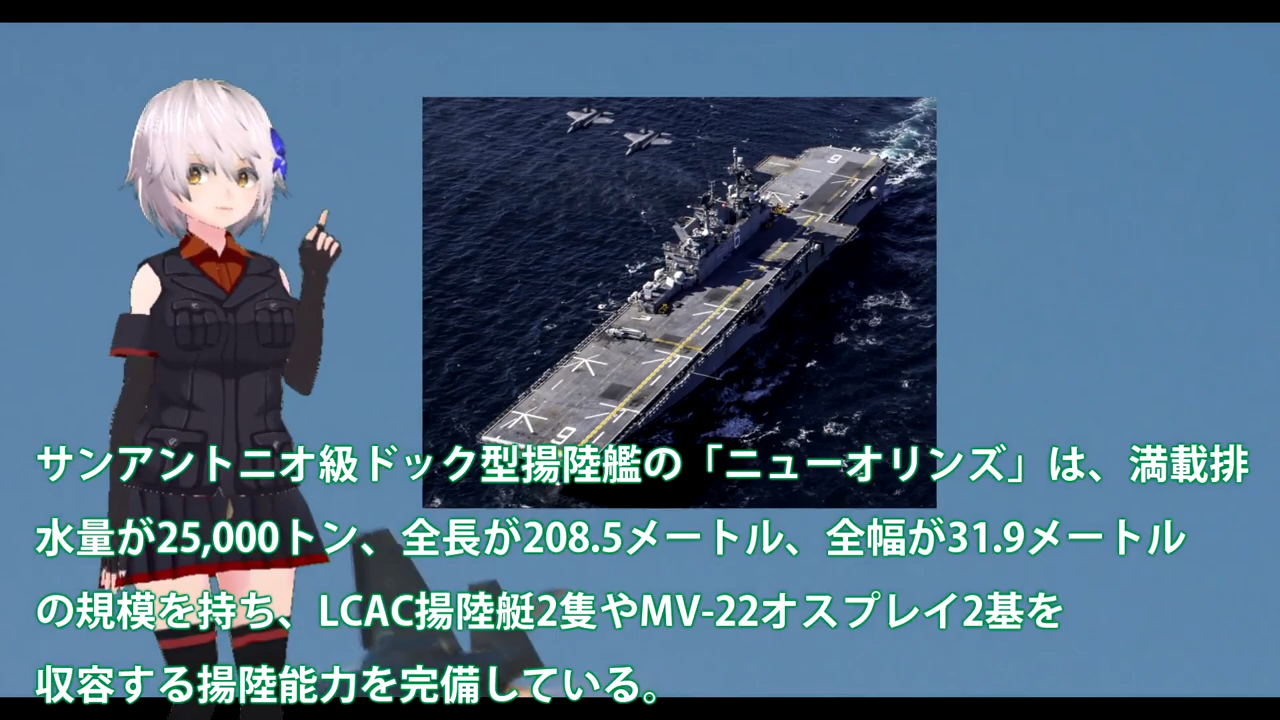 サンアントニオ級ドック型揚陸艦の「ニューオリンズ」は、満載排
水量が25,000トン、全長が208.5メートル、全幅が31.9メートル
の規模を持ち、LCAC揚陸艇2隻やMV-22オスプレイ2基を
収容する揚陸能力を完備している。